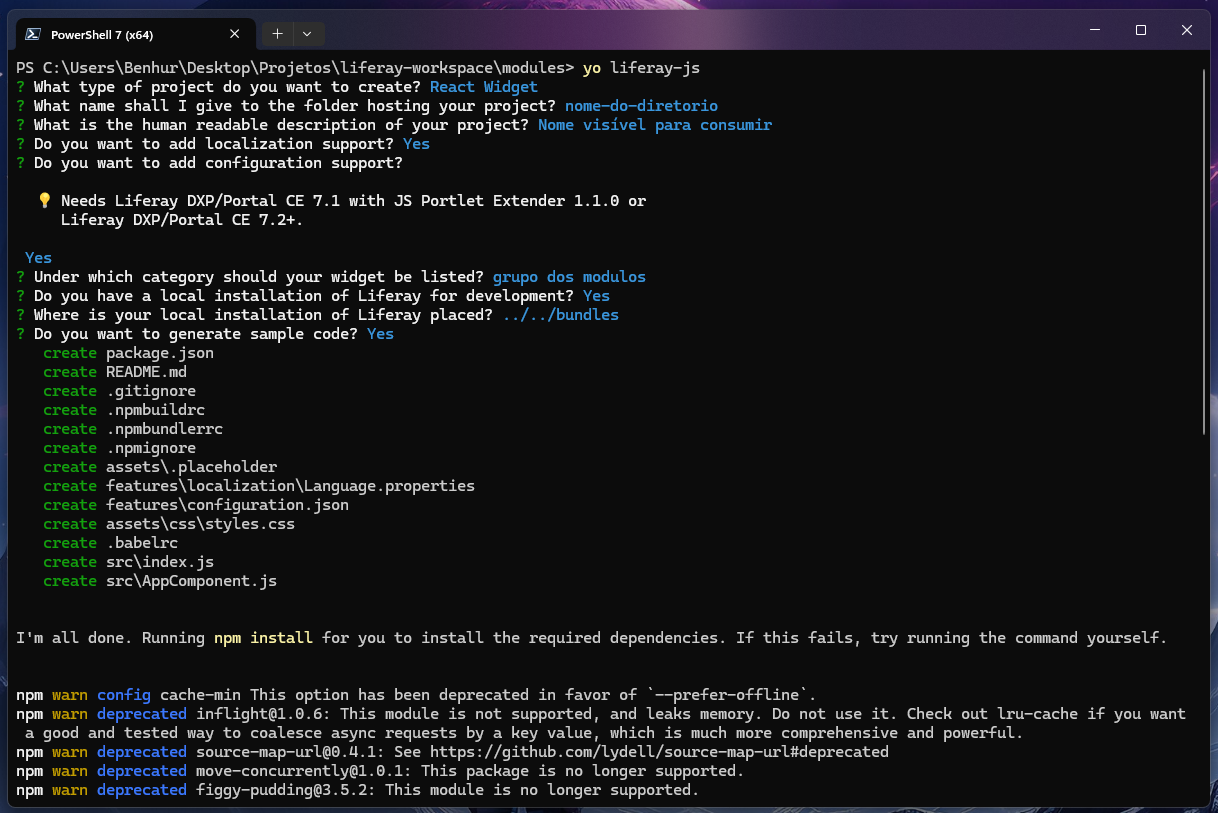 PowerShell 7 (x64)
PS C:\Users\Benhur\Desktop\Projetos\liferay-workspace\modules> yo liferay-js
? What type of project do you want to create? React Widget
? What name shall I give to the folder hosting your project? nome-do-diretorio
? What is the human readable description of your project? Nome visível para consumir
? Do you want to add localization support? Yes
? Do you want to add configuration support?
💡 Needs Liferay DXP/Portal CE 7.1 with JS Portlet Extender 1.1.0 or
Liferay DXP/Portal CE 7.2+.
Yes
? Under which category should your widget be listed? grupo dos modulos
? Do you have a local installation of Liferay for development? Yes
? Where is your local installation of Liferay placed? ../../bundles
? Do you want to generate sample code? Yes
create package.json
create README.md
create .gitignore
create .npmbuildrc
create .npmbundlerrc
create .npmignore
create assets\.placeholder
create features\localization\Language.properties
create features\configuration.json
create assets\css\styles.css
create .babelrc
create src\index.js
create src\AppComponent.js
I'm all done. Running npm install for you to install the required dependencies. If this fails, try running the command yourself.
npm warn config cache-min This option has been deprecated in favor of `--prefer-offline`.
npm warn deprecated inflight@1.0.6: This module is not supported, and leaks memory. Do not use it. Check out lru-cache if you want
a good and tested way to coalesce async requests by a key value, which is much more comprehensive and powerful.
npm warn deprecated source-map-url@0.4.1: See https://github.com/lydell/source-map-url#deprecated
npm warn deprecated move-concurrently@1.0.1: This package is no longer supported.
npm warn deprecated figgy-pudding@3.5.2: This module is no longer supported.